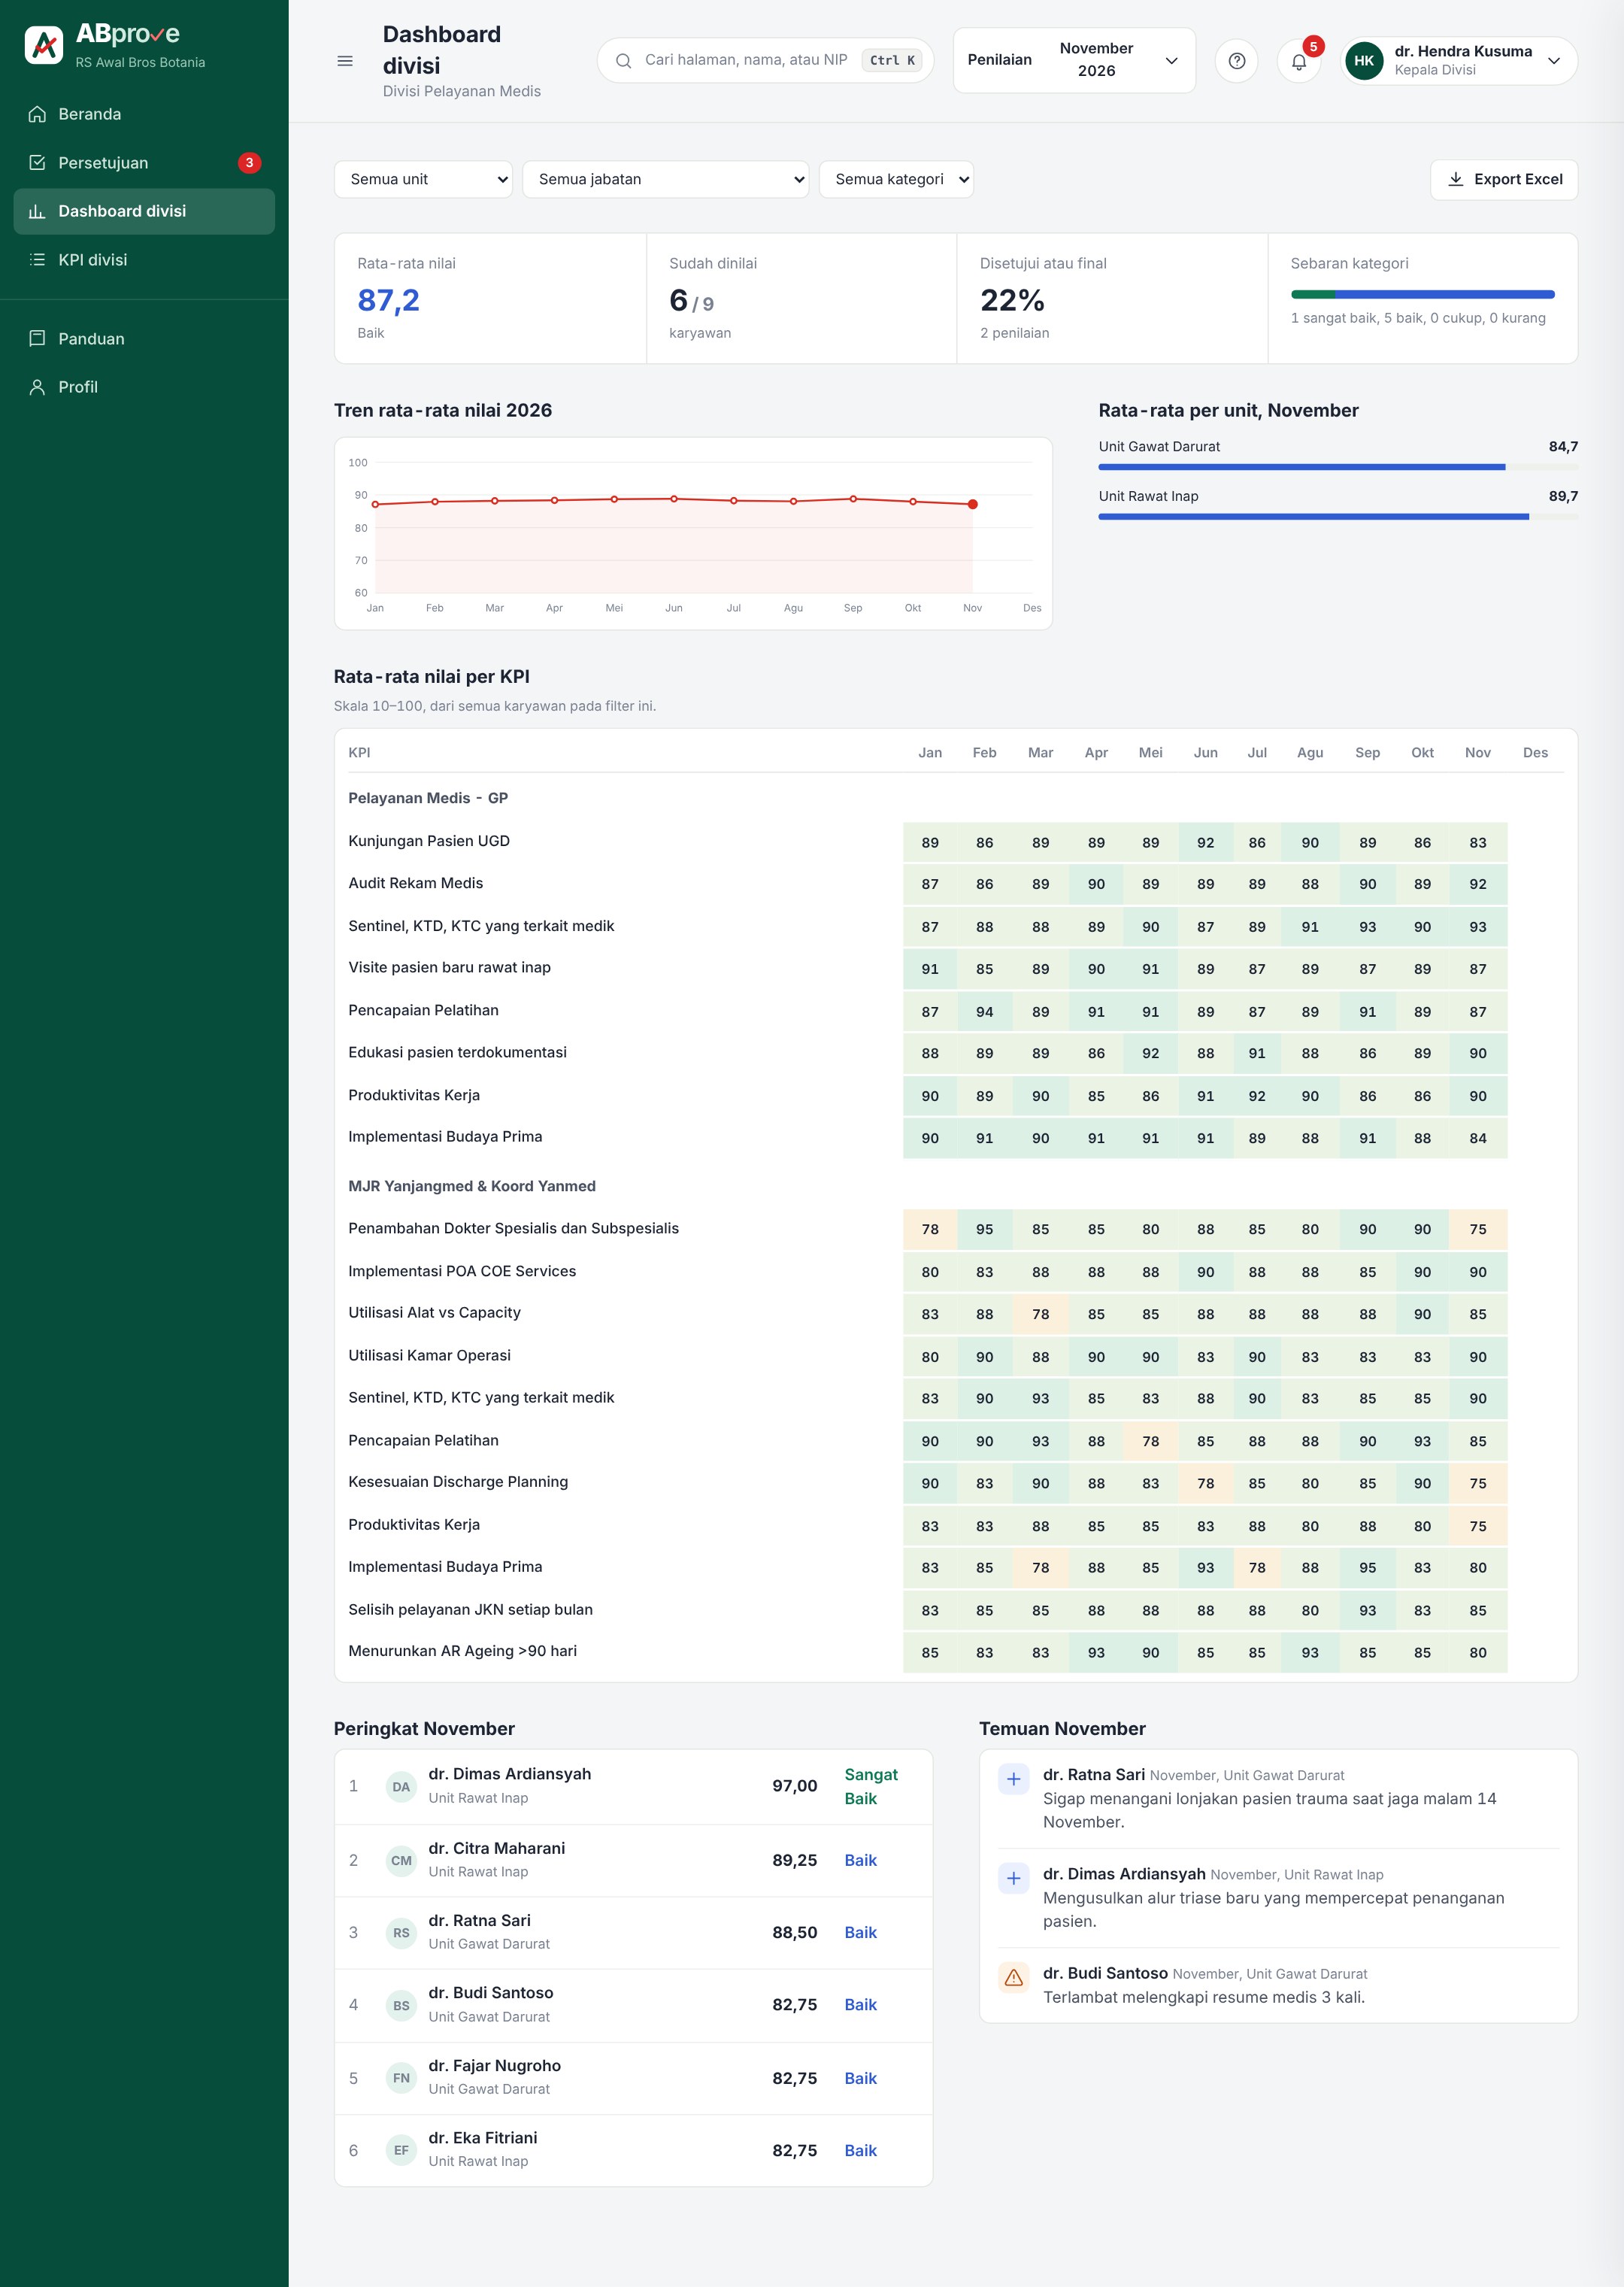 ABprove
RS Awal Bros Botania
Beranda
Persetujuan 3
Dashboard divisi
KPI divisi
Panduan
Profil
Dashboard
divisi
Divisi Pelayanan Medis
Cari halaman, nama, atau NIP Ctrl K
Penilaian November
2026
5
HK dr. Hendra Kusuma
Kepala Divisi
Semua unit Semua jabatan Semua kategori Export Excel
Rata-rata nilai
87,2
Baik
Sudah dinilai
6 / 9
karyawan
Disetujui atau final
22%
2 penilaian
Sebaran kategori
1 sangat baik, 5 baik, 0 cukup, 0 kurang
Tren rata-rata nilai 2026
100
90
80
70
60
Jan Feb Mar Apr Mei Jun Jul Agu Sep Okt Nov Des
Rata-rata per unit, November
Unit Gawat Darurat 84,7
Unit Rawat Inap 89,7
Rata-rata nilai per KPI
Skala 10–100, dari semua karyawan pada filter ini.
KPI Jan Feb Mar Apr Mei Jun Jul Agu Sep Okt Nov Des
Pelayanan Medis - GP
Kunjungan Pasien UGD 89 86 89 89 89 92 86 90 89 86 83
Audit Rekam Medis 87 86 89 90 89 89 89 88 90 89 92
Sentinel, KTD, KTC yang terkait medik 87 88 88 89 90 87 89 91 93 90 93
Visite pasien baru rawat inap 91 85 89 90 91 89 87 89 87 89 87
Pencapaian Pelatihan 87 94 89 91 91 89 87 89 91 89 87
Edukasi pasien terdokumentasi 88 89 89 86 92 88 91 88 86 89 90
Produktivitas Kerja 90 89 90 85 86 91 92 90 86 86 90
Implementasi Budaya Prima 90 91 90 91 91 91 89 88 91 88 84
MJR Yanjangmed & Koord Yanmed
Penambahan Dokter Spesialis dan Subspesialis 78 95 85 85 80 88 85 80 90 90 75
Implementasi POA COE Services 80 83 88 88 88 90 88 88 85 90 90
Utilisasi Alat vs Capacity 83 88 78 85 85 88 88 88 88 90 85
Utilisasi Kamar Operasi 80 90 88 90 90 83 90 83 83 83 90
Sentinel, KTD, KTC yang terkait medik 83 90 93 85 83 88 90 83 85 85 90
Pencapaian Pelatihan 90 90 93 88 78 85 88 88 90 93 85
Kesesuaian Discharge Planning 90 83 90 88 83 78 85 80 85 90 75
Produktivitas Kerja 83 83 88 85 85 83 88 80 88 80 75
Implementasi Budaya Prima 83 85 78 88 85 93 78 88 95 83 80
Selisih pelayanan JKN setiap bulan 83 85 85 88 88 88 88 80 93 83 85
Menurunkan AR Ageing >90 hari 85 83 83 93 90 85 85 93 85 85 80
Peringkat November
1 DA dr. Dimas Ardiansyah 97,00 Sangat
Unit Rawat Inap Baik
2 CM dr. Citra Maharani 89,25 Baik
Unit Rawat Inap
3 RS dr. Ratna Sari 88,50 Baik
Unit Gawat Darurat
4 BS dr. Budi Santoso 82,75 Baik
Unit Gawat Darurat
5 FN dr. Fajar Nugroho 82,75 Baik
Unit Gawat Darurat
6 EF dr. Eka Fitriani 82,75 Baik
Unit Rawat Inap
Temuan November
dr. Ratna Sari November, Unit Gawat Darurat
Sigap menangani lonjakan pasien trauma saat jaga malam 14
November.
dr. Dimas Ardiansyah November, Unit Rawat Inap
Mengusulkan alur triase baru yang mempercepat penanganan
pasien.
dr. Budi Santoso November, Unit Gawat Darurat
Terlambat melengkapi resume medis 3 kali.